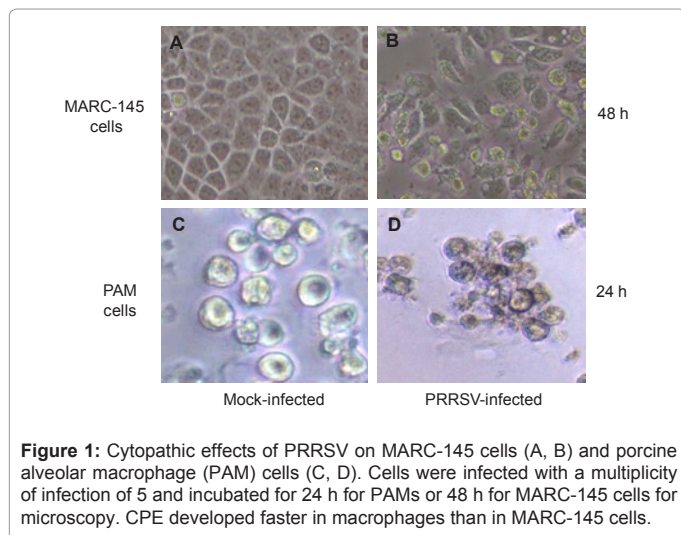 A
B
MARC-145
cells
48 h
C
D
PAM
cells
24 h
Mock-infected
PRRSV-infected
Figure 1: Cytopathic effects of PRRSV on MARC-145 cells (A, B) and porcine
alveolar macrophage (PAM) cells (C, D). Cells were infected with a multiplicity
of infection of 5 and incubated for 24 h for PAMs or 48 h for MARC-145 cells for
microscopy. CPE developed faster in macrophages than in MARC-145 cells.